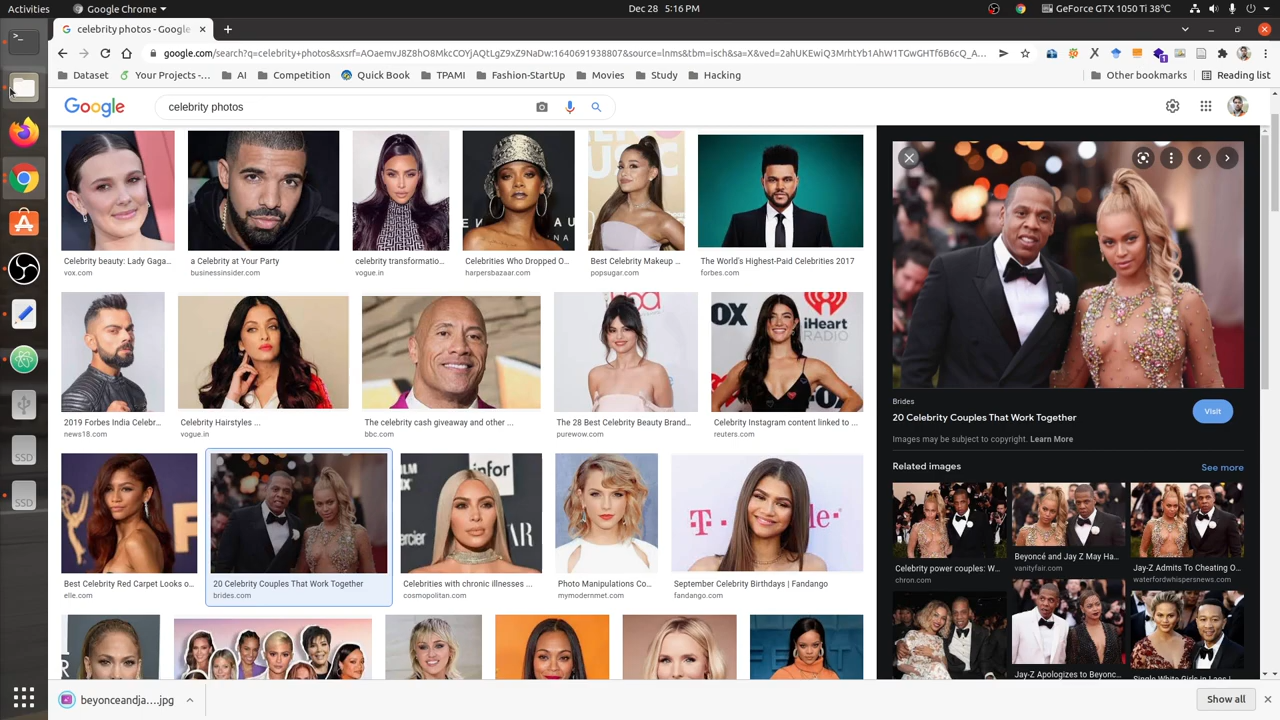 Activities
Google Chrome
Dec 28 5:16 PM
GeForce GTX 1050 Ti 38°C
celebrity photos - Google
google.com/search?q=celebrity+photos&sxsrf=AOaemvJ8Z8hO8MkcCOYjAQtLgZ9xZ9NaDw:1640691938807&source=lnms&tbm=isch&sa=X&ved=2ahUKEwiQ3MrhtYb1AhW1TGwGHTf6B6cQ_A...
Dataset
Your Projects -...
AI
Competition
Quick Book
TPAMI
Fashion-StartUp
Movies
Study
Hacking
Other bookmarks
Reading list
Google
celebrity photos
Celebrity beauty: Lady Gaga...
vox.com
a Celebrity at Your Party
businessinsider.com
celebrity transformatio...
vogue.in
Celebrities Who Dropped O...
harpersbazaar.com
Best Celebrity Makeup ...
popsugar.com
The World's Highest-Paid Celebrities 2017
forbes.com
2019 Forbes India Celebr...
news18.com
Celebrity Hairstyles ...
vogue.in
The celebrity cash giveaway and other ...
bbc.com
The 28 Best Celebrity Beauty Brand...
purewow.com
FOX
iHeart
RADIO
Celebrity Instagram content linked to ...
reuters.com
Best Celebrity Red Carpet Looks o...
elle.com
20 Celebrity Couples That Work Together
brides.com
Celebrities with chronic illnesses ...
cosmopolitan.com
Photo Manipulations Co...
mymodernmet.com
September Celebrity Birthdays | Fandango
fandango.com
Brides
20 Celebrity Couples That Work Together
Visit
Images may be subject to copyright. Learn More
Related images
See more
Celebrity power couples: W...
chron.com
Beyoncé and Jay Z May Ha...
vanityfair.com
Jay-Z Admits To Cheating O...
waterfordwhispersnews.com
Jay-Z Apologizes to Beyonc...
SSD
SSD
beyonceandja....jpg
Show all